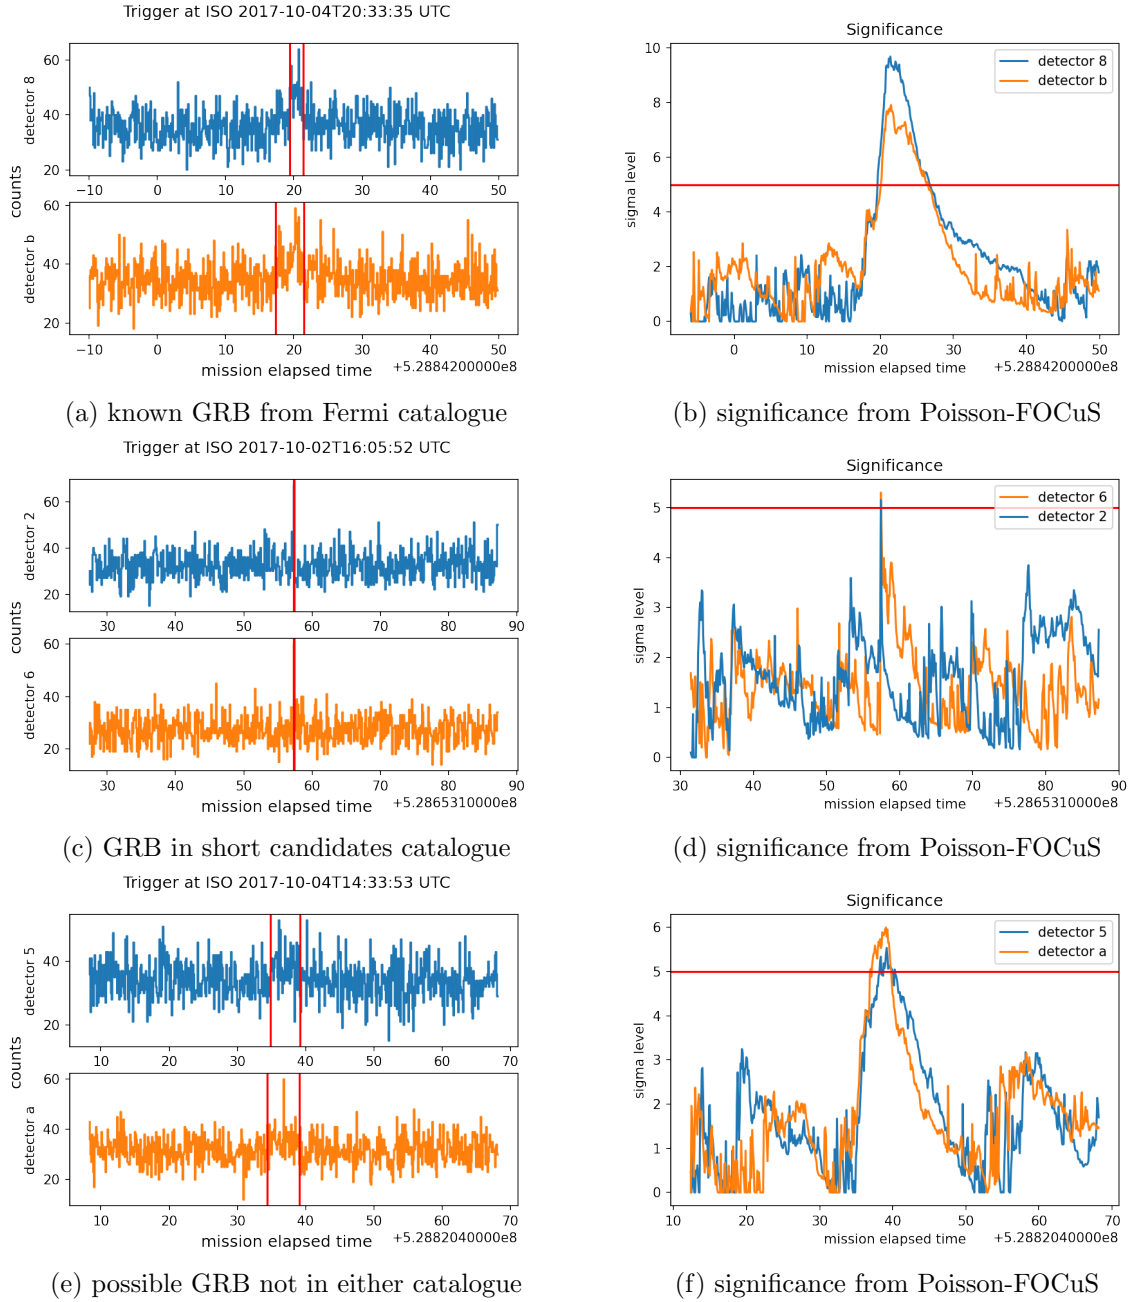 Trigger at ISO 2017-10-04T20:33:35 UTC
detector 8
60
40
20
−10 0 10 20 30 40 50
counts
detector b
60
40
20
−10 0 10 20 30 40 50
mission elapsed time
+5.2884200000e8
Significance
detector 8
detector b
sigma level
10
8
6
4
2
0
0 10 20 30 40 50
mission elapsed time
+5.2884200000e8
(a) known GRB from Fermi catalogue
(b) significance from Poisson-FOCuS
Trigger at ISO 2017-10-02T16:05:52 UTC
detector 2
60
40
20
30 40 50 60 70 80 90
counts
detector 6
60
40
20
30 40 50 60 70 80 90
mission elapsed time
+5.2865310000e8
Significance
detector 6
detector 2
sigma level
5
4
3
2
1
0
30 40 50 60 70 80 90
mission elapsed time
+5.2865310000e8
(c) GRB in short candidates catalogue
(d) significance from Poisson-FOCuS
Trigger at ISO 2017-10-04T14:33:53 UTC
detector 5
40
20
10 20 30 40 50 60 70
counts
detector a
60
40
20
10 20 30 40 50 60 70
mission elapsed time
+5.2882040000e8
Significance
detector 5
detector a
sigma level
6
5
4
3
2
1
0
10 20 30 40 50 60 70
mission elapsed time
+5.2882040000e8
(e) possible GRB not in either catalogue
(f) significance from Poisson-FOCuS